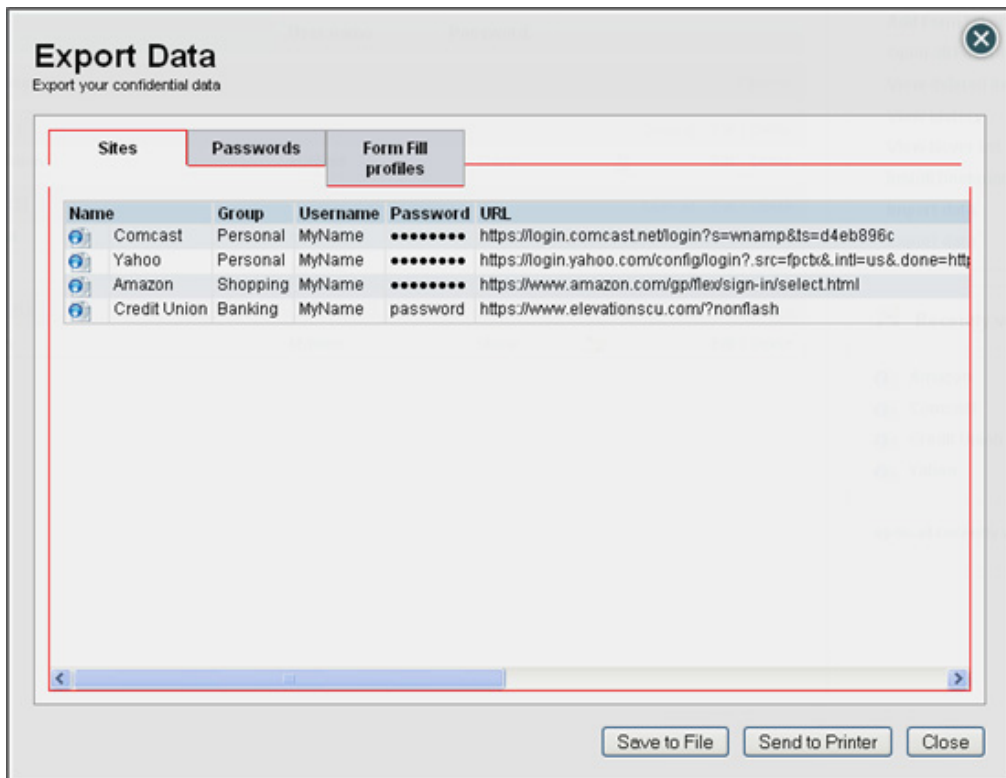 Export Data
Export your confidential data
Sites Passwords Form Fill
profiles
Name Group Username Password URL
Comcast Personal MyName •••••••• https://login.comcast.net/login?s=wnamp&ts=d4eb896c
Yahoo Personal MyName •••••••• https://login.yahoo.com/config/login?.src=fpctx&.intl=us&.done=http
Amazon Shopping MyName •••••••• https://www.amazon.com/gp/flex/sign-in/select.html
Credit Union Banking MyName password https://www.elevationscu.com/?nonflash
Save to File Send to Printer Close